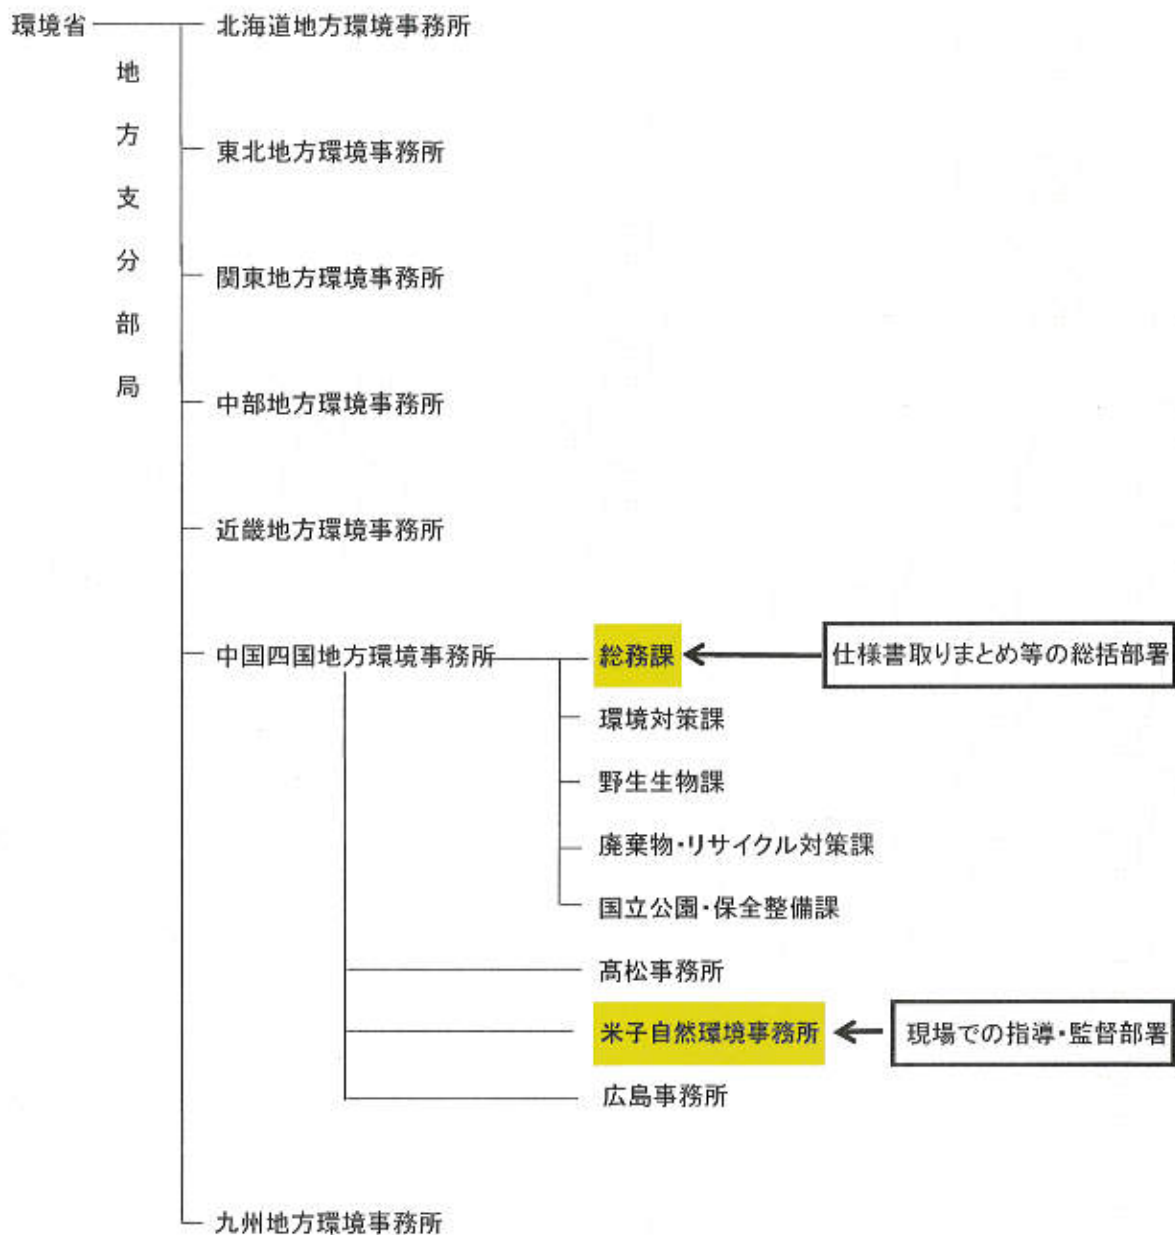 環境省
北海道地方環境事務所
地方支分部局
東北地方環境事務所
関東地方環境事務所
中部地方環境事務所
近畿地方環境事務所
中国四国地方環境事務所
総務課
仕様書取りまとめ等の総括部署
環境対策課
野生生物課
廃棄物・リサイクル対策課
国立公園・保全整備課
高松事務所
米子自然環境事務所
現場での指導・監督部署
広島事務所
九州地方環境事務所